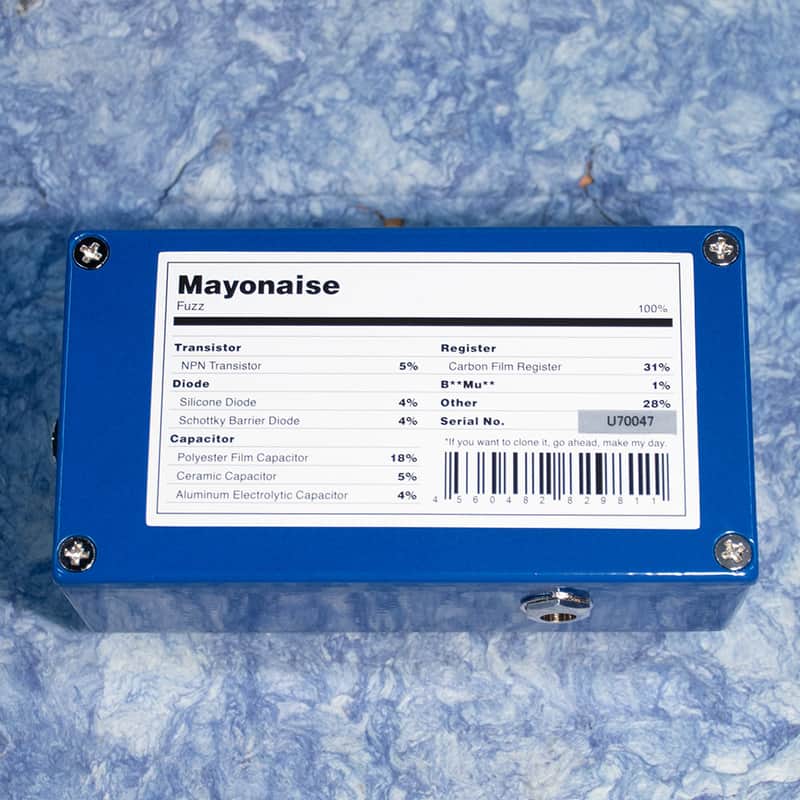 Mayonaise
Fuzz 100%
Transistor
NPN Transistor 5%
Diode
Silicone Diode 4%
Schottky Barrier Diode 4%
Capacitor
Polyester Film Capacitor 18%
Ceramic Capacitor 5%
Aluminum Electrolytic Capacitor 4%
Register
Carbon Film Register 31%
B**Mu** 1%
Other 28%
Serial No. U70047
*If you want to clone it, go ahead, make my day.
4 560482 829811